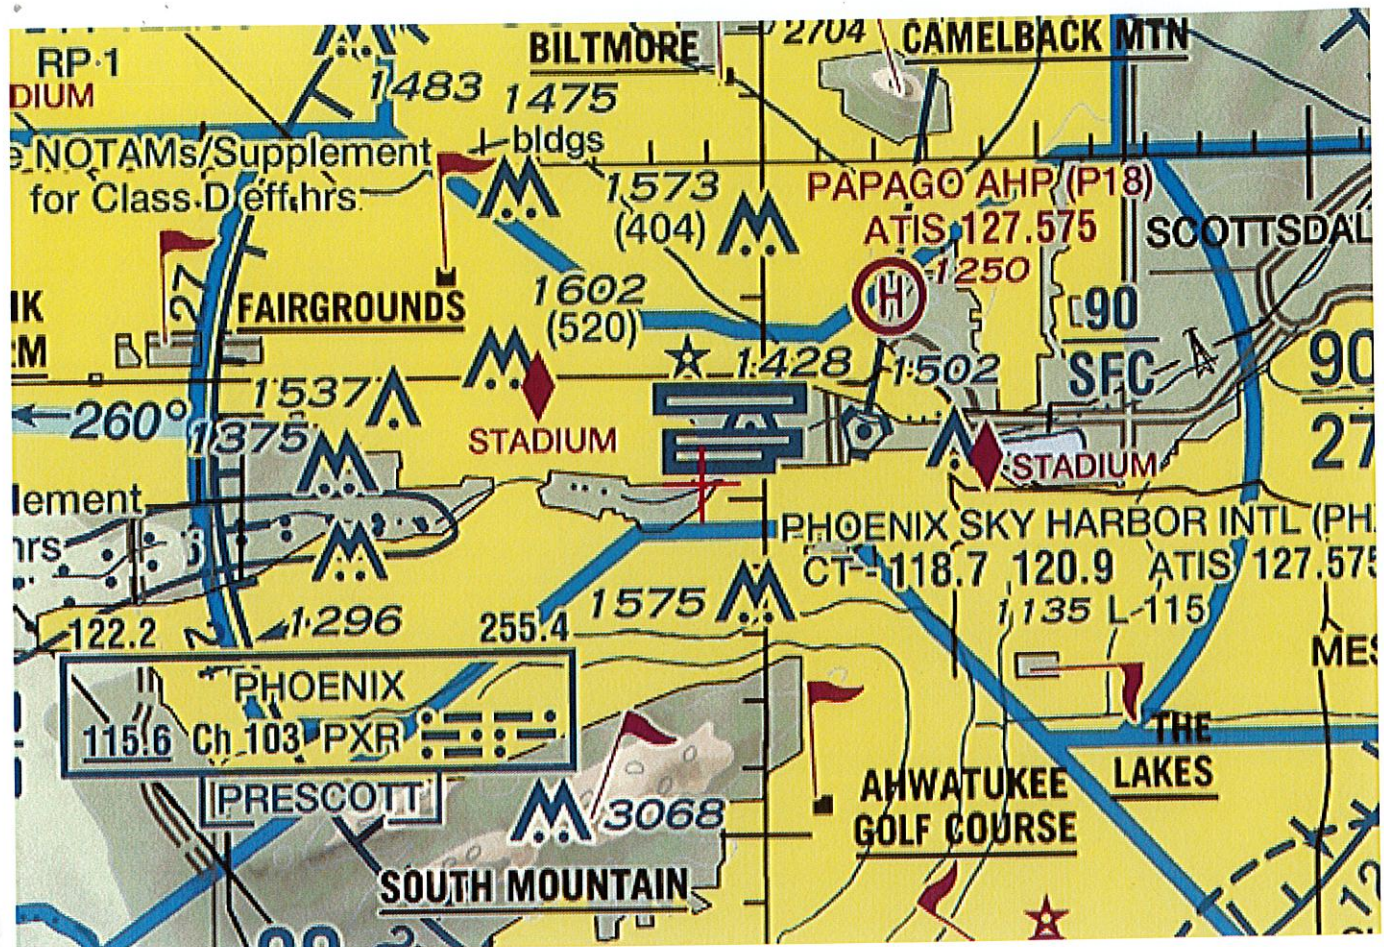 BILTMORE
2704
CAMELBACK MTN
RP 1
DIUM
1483
1475
bldgs
e NOTAMs/Supplement
for Class D eff hrs
1573
(404)
PAPAGO AHP (P18)
ATIS 127.575
1250
SCOTTSDAL
27
FAIRGROUNDS
1602
(520)
H
90
SFC
IK
RM
1428
1502
90
27
1537
260°
1375
STADIUM
STADIUM
lement
hrs
PHOENIX SKY HARBOR INTL (PH
CT - 118.7 120.9 ATIS 127.575
1135 L 115
122.2
1296
255.4
1575
MES
PHOENIX
115.6 Ch 103 PXR
PRESCOTT
3068
SOUTH MOUNTAIN
AHWATUKEE
GOLF COURSE
THE
LAKES
12